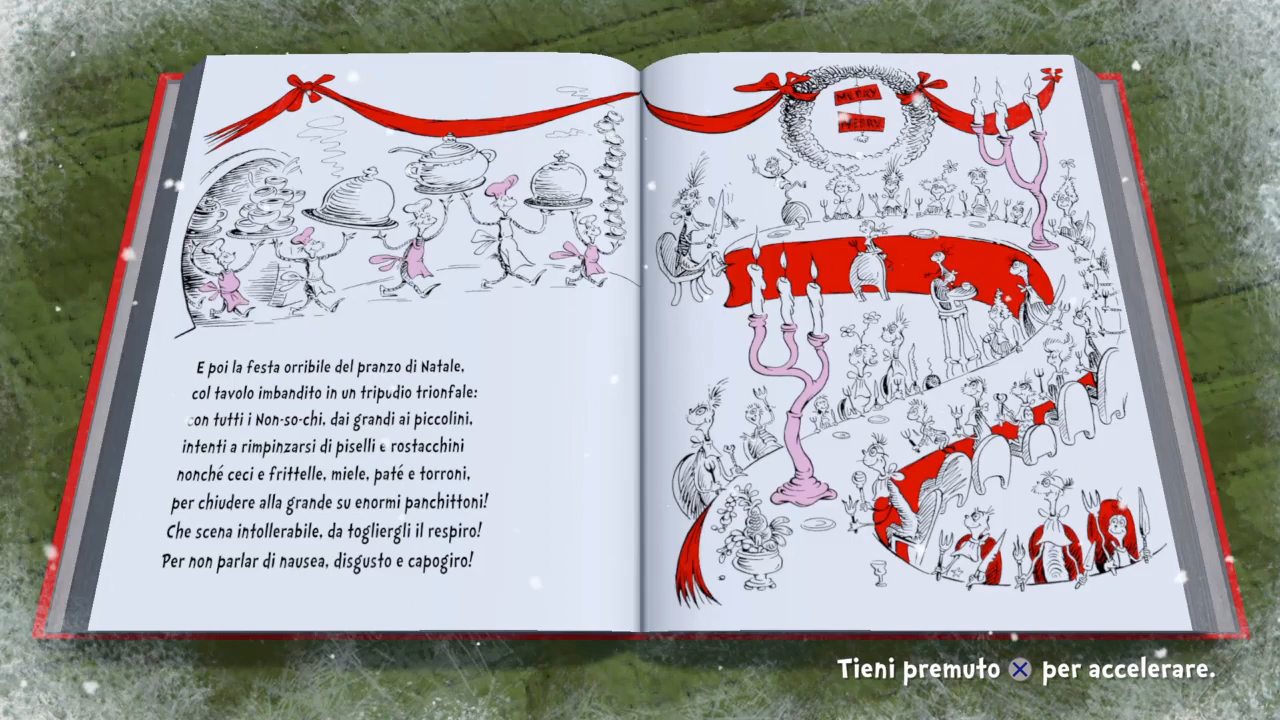 E poi la festa orribile del pranzo di Natale,
col tavolo imbandito in un tripudio trionfale:
con tutti i Non-so-chi, dai grandi ai piccolini,
intenti a rimpinzarsi di piselli e rostacchini
nonché ceci e frittelle, miele, paté e torroni,
per chiudere alla grande su enormi panchittoni!
Che scena intollerabile, da togliergli il respiro!
Per non parlar di nausea, disgusto e capogiro!
MERRY
MERRY
Tieni premuto ⓧ per accelerare.